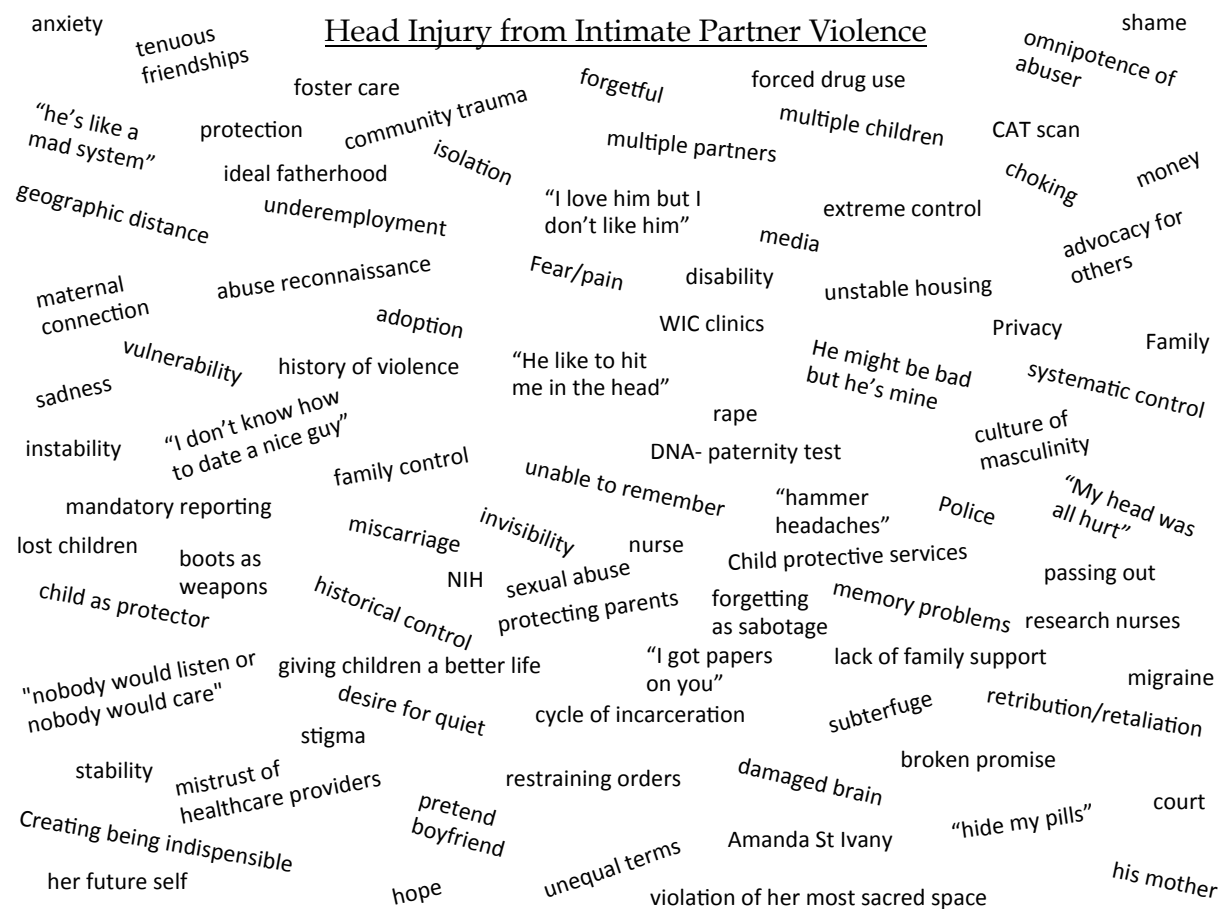 Head Injury from Intimate Partner Violence
anxiety
tenuous
friendships
shame
omnipotence of
abuser
foster care
forgetful
forced drug use
"he's like a
mad system"
protection
community trauma
multiple partners
multiple children
CAT scan
isolation
ideal fatherhood
choking
money
geographic distance
underemployment
"I love him but I
don't like him"
extreme control
media
advocacy for
others
maternal
connection
abuse reconnaissance
Fear/pain
disability
unstable housing
adoption
WIC clinics
Privacy
Family
vulnerability
history of violence
"He like to hit
me in the head"
He might be bad
but he's mine
systematic control
sadness
"I don't know how
to date a nice guy"
rape
instability
DNA- paternity test
culture of
masculinity
family control
unable to remember
"hammer
headaches"
Police
"My head was
all hurt"
mandatory reporting
miscarriage
invisibility
lost children
boots as
weapons
nurse
Child protective services
NIH
sexual abuse
passing out
child as protector
historical control
protecting parents
forgetting
as sabotage
memory problems
research nurses
"nobody would listen or
nobody would care"
giving children a better life
"I got papers
on you"
lack of family support
migraine
desire for quiet
cycle of incarceration
subterfuge
retribution/retaliation
stigma
stability
mistrust of
healthcare providers
restraining orders
damaged brain
broken promise
Creating being indispensible
pretend
boyfriend
Amanda St Ivany
"hide my pills"
court
her future self
hope
unequal terms
violation of her most sacred space
his mother